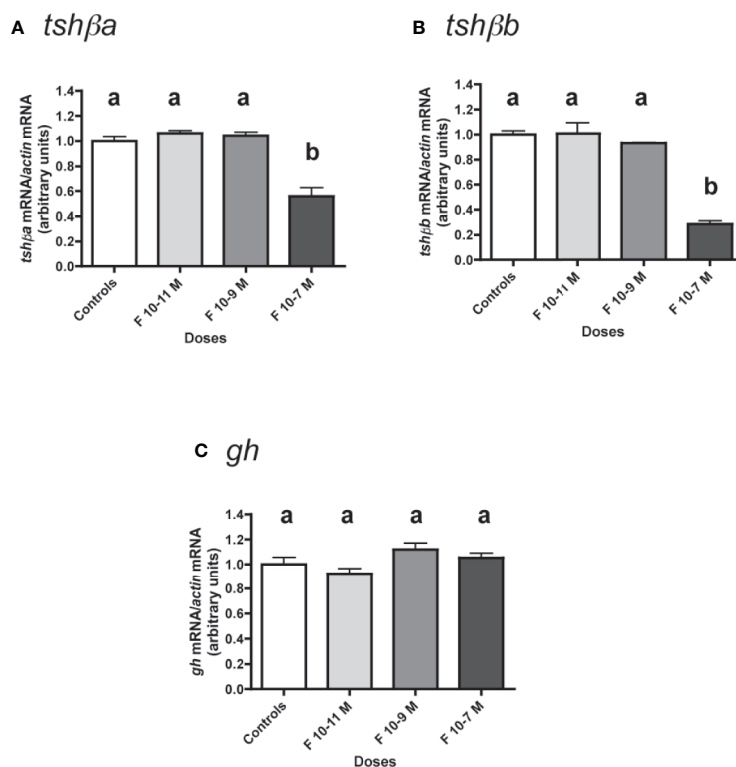 A tshβa
tshβa mRNA/actin mRNA
(arbitrary units)
1.4
1.2
1.0
0.8
0.6
0.4
0.2
0.0
a a a b
Controls
F 10-11 M
F 10-9 M
F 10-7 M
Doses
B tshβb
tshβb mRNA/actin mRNA
(arbitrary units)
1.4
1.2
1.0
0.8
0.6
0.4
0.2
0.0
a a a b
Controls
F 10-11 M
F 10-9 M
F 10-7 M
Doses
C gh
gh mRNA/actin mRNA
(arbitrary units)
1.4
1.2
1.0
0.8
0.6
0.4
0.2
0.0
a a a a
Controls
F 10-11 M
F 10-9 M
F 10-7 M
Doses